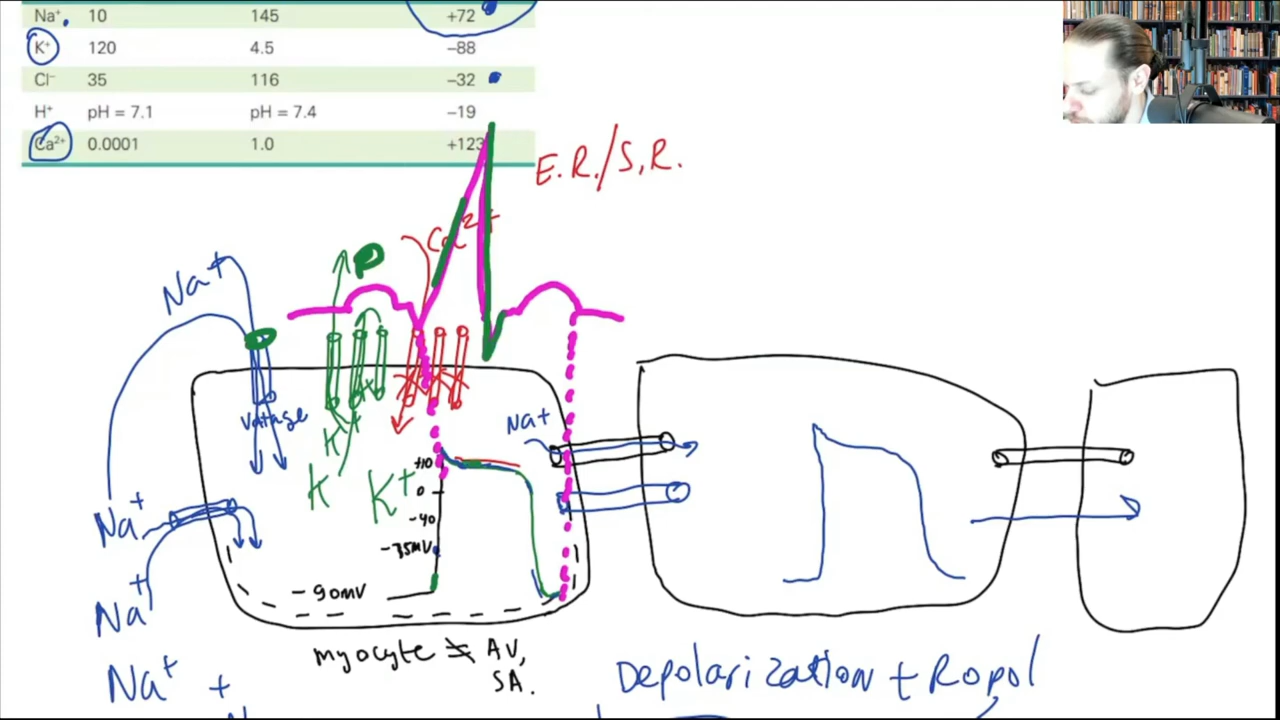 Na⁺ 10 145 +72
K⁺ 120 4.5 –88
Cl⁻ 35 116 –32
H⁺ pH = 7.1 pH = 7.4 –19
Ca²⁺ 0.0001 1.0 +123
E.R./S.R.
Ca²⁺
P
Na⁺
Voltage
K⁺
K
K⁺
Na⁺
+10
0
-40
-75mV
-90mV
Na⁺
Na⁺
Na⁺ +
myocyte ≠ AV,
SA.
Depolarization + Repol